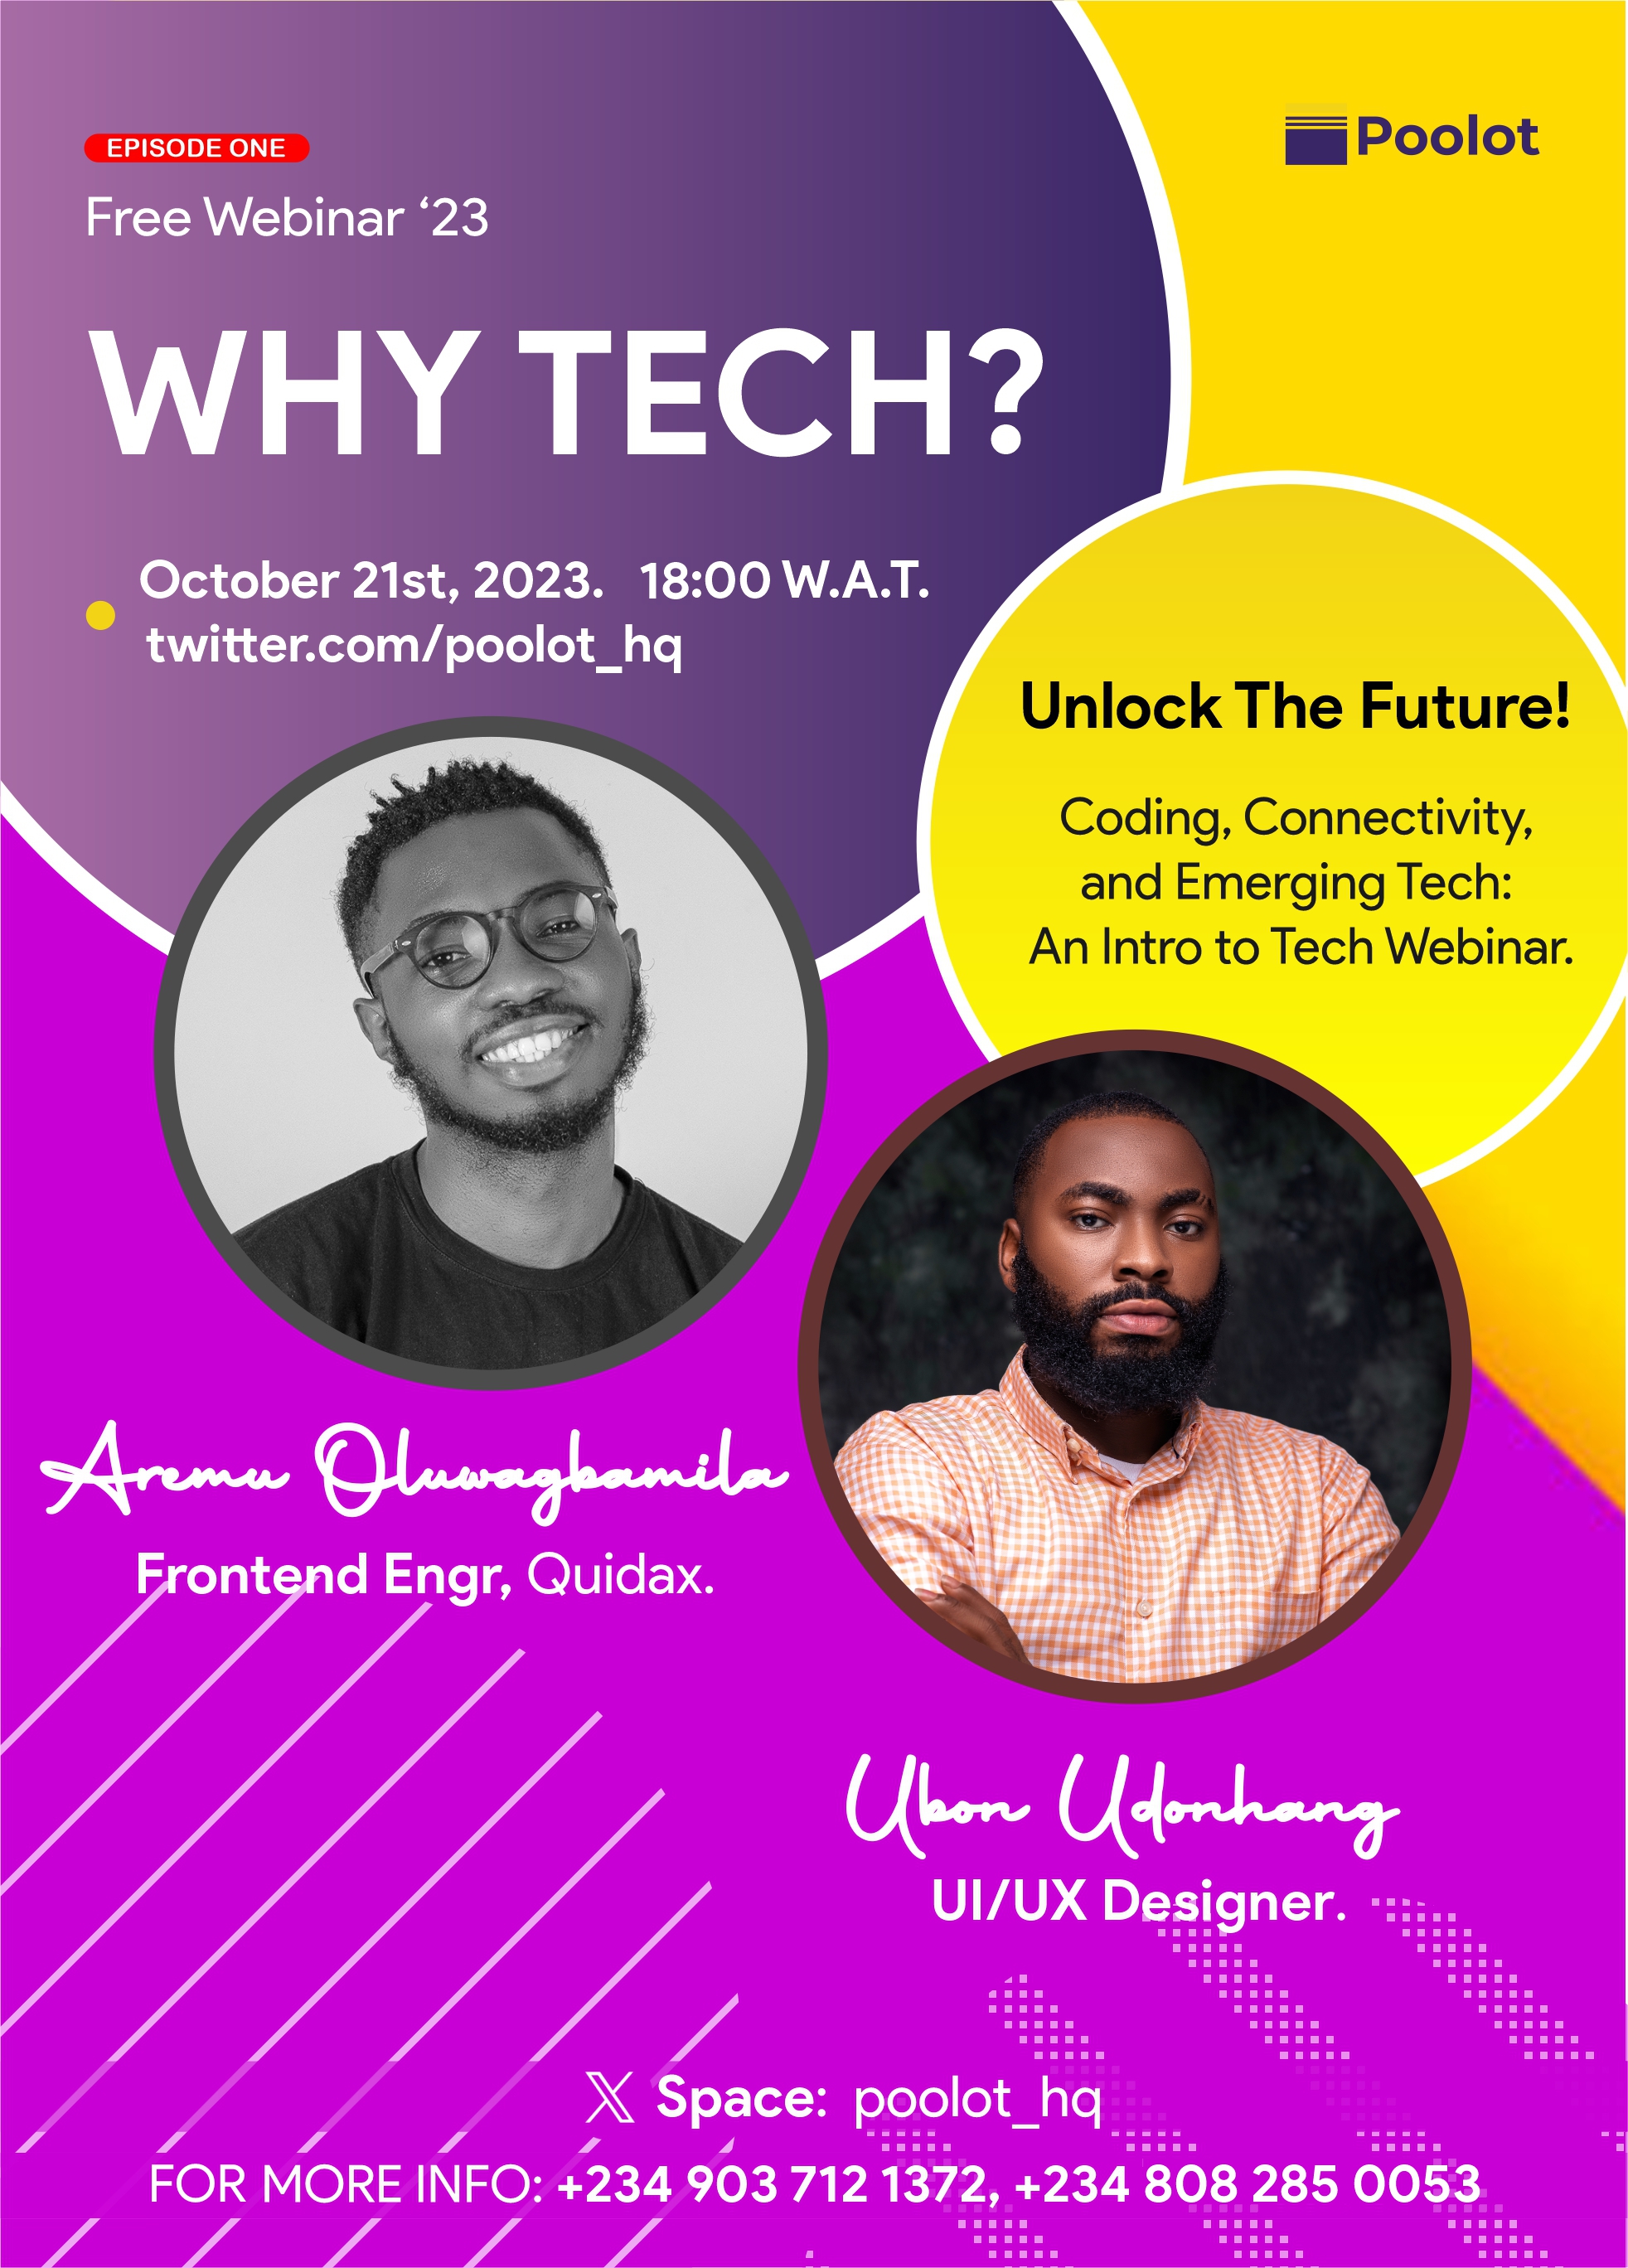 EPISODE ONE
Poolot
Free Webinar ‘23
WHY TECH?
October 21st, 2023. 18:00 W.A.T.
twitter.com/poolot_hq
Unlock The Future!
Coding, Connectivity,
and Emerging Tech:
An Intro to Tech Webinar.
Aremu Oluwagbamila
Frontend Engr, Quidax.
Ubon Udonhang
UI/UX Designer.
X Space: poolot_hq
FOR MORE INFO: +234 903 712 1372, +234 808 285 0053